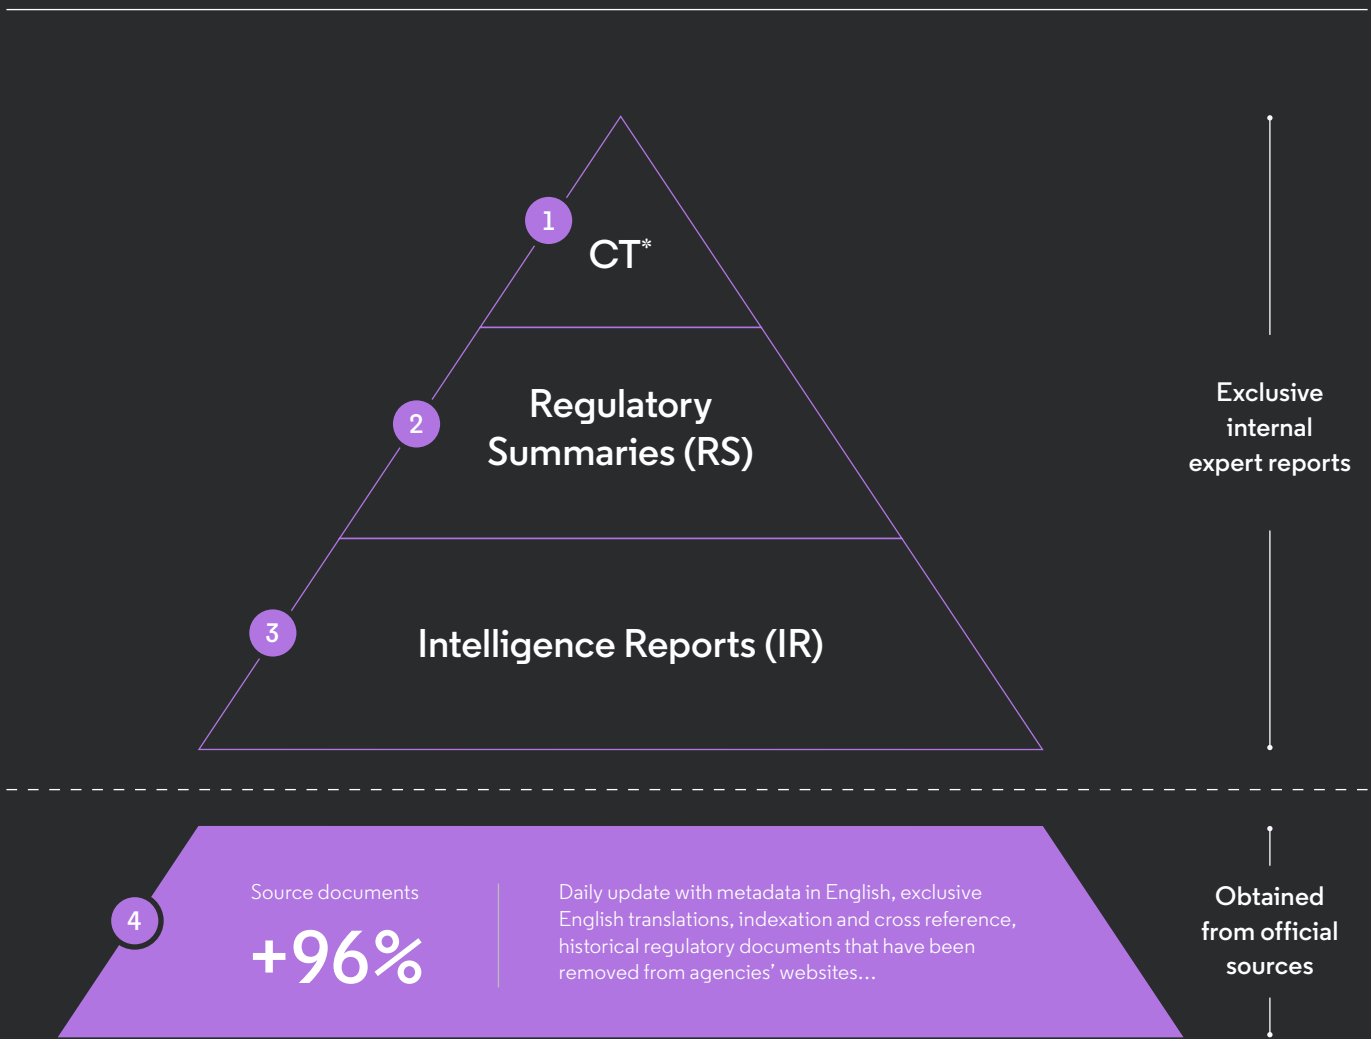 1
CT*
2
Regulatory
Summaries (RS)
3
Intelligence Reports (IR)
Exclusive
internal
expert reports
4
Source documents
+96%
Daily update with metadata in English, exclusive
English translations, indexation and cross reference,
historical regulatory documents that have been
removed from agencies’ websites...
Obtained
from official
sources